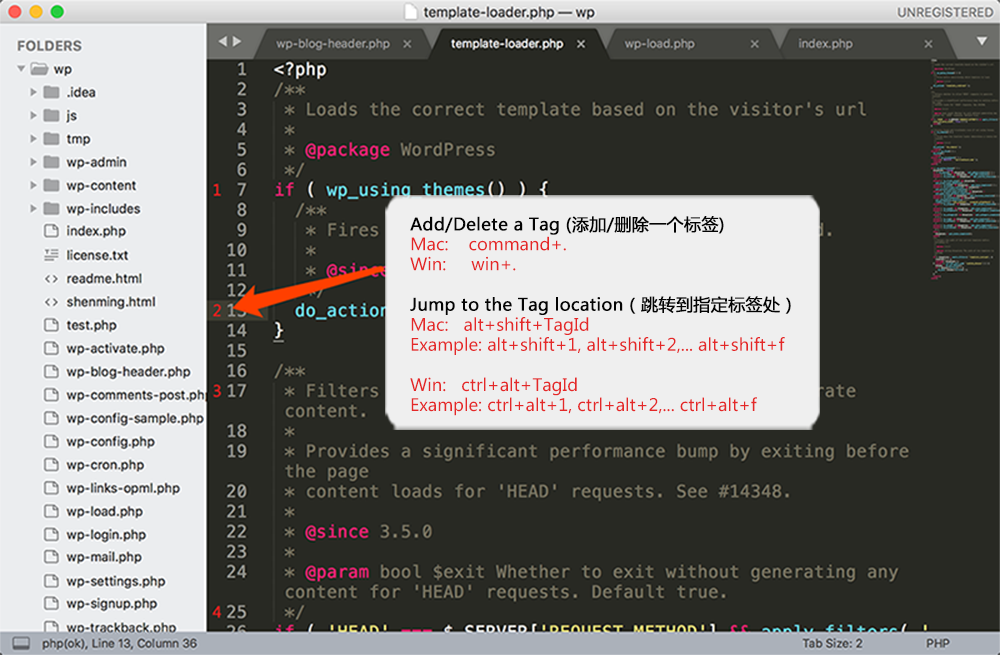 template-loader.php — wp
UNREGISTERED
FOLDERS
wp
.idea
js
tmp
wp-admin
wp-content
wp-includes
index.php
license.txt
readme.html
shenming.html
test.php
wp-activate.php
wp-blog-header.php
wp-comments-post.php
wp-config-sample.php
wp-config.php
wp-cron.php
wp-links-opml.php
wp-load.php
wp-login.php
wp-mail.php
wp-settings.php
wp-signup.php
wp-trackback.php
wp-blog-header.php
template-loader.php
wp-load.php
index.php
1 <?php
2 /**
3 * Loads the correct template based on the visitor's url
4 *
5 * @package WordPress
6 */
1 7 if ( wp_using_themes() ) {
8 /**
9 * Fires d.
10 *
11 * @since
12 */
2 13 do_action
14 }
15
16 /**
3 17 * Filters rate
content.
18 *
19 * Provides a significant performance bump by exiting before
the page
20 * content loads for 'HEAD' requests. See #14348.
21 *
22 * @since 3.5.0
23 *
24 * @param bool $exit Whether to exit without generating any
content for 'HEAD' requests. Default true.
4 25 */
26 if ( 'HEAD' === $_SERVER['REQUEST_METHOD'] && apply_filters( '
Add/Delete a Tag (添加/删除一个标签)
Mac: command+.
Win: win+.
Jump to the Tag location ( 跳转到指定标签处 )
Mac: alt+shift+TagId
Example: alt+shift+1, alt+shift+2,... alt+shift+f
Win: ctrl+alt+TagId
Example: ctrl+alt+1, ctrl+alt+2,... ctrl+alt+f
php(ok), Line 13, Column 36
Tab Size: 2
PHP